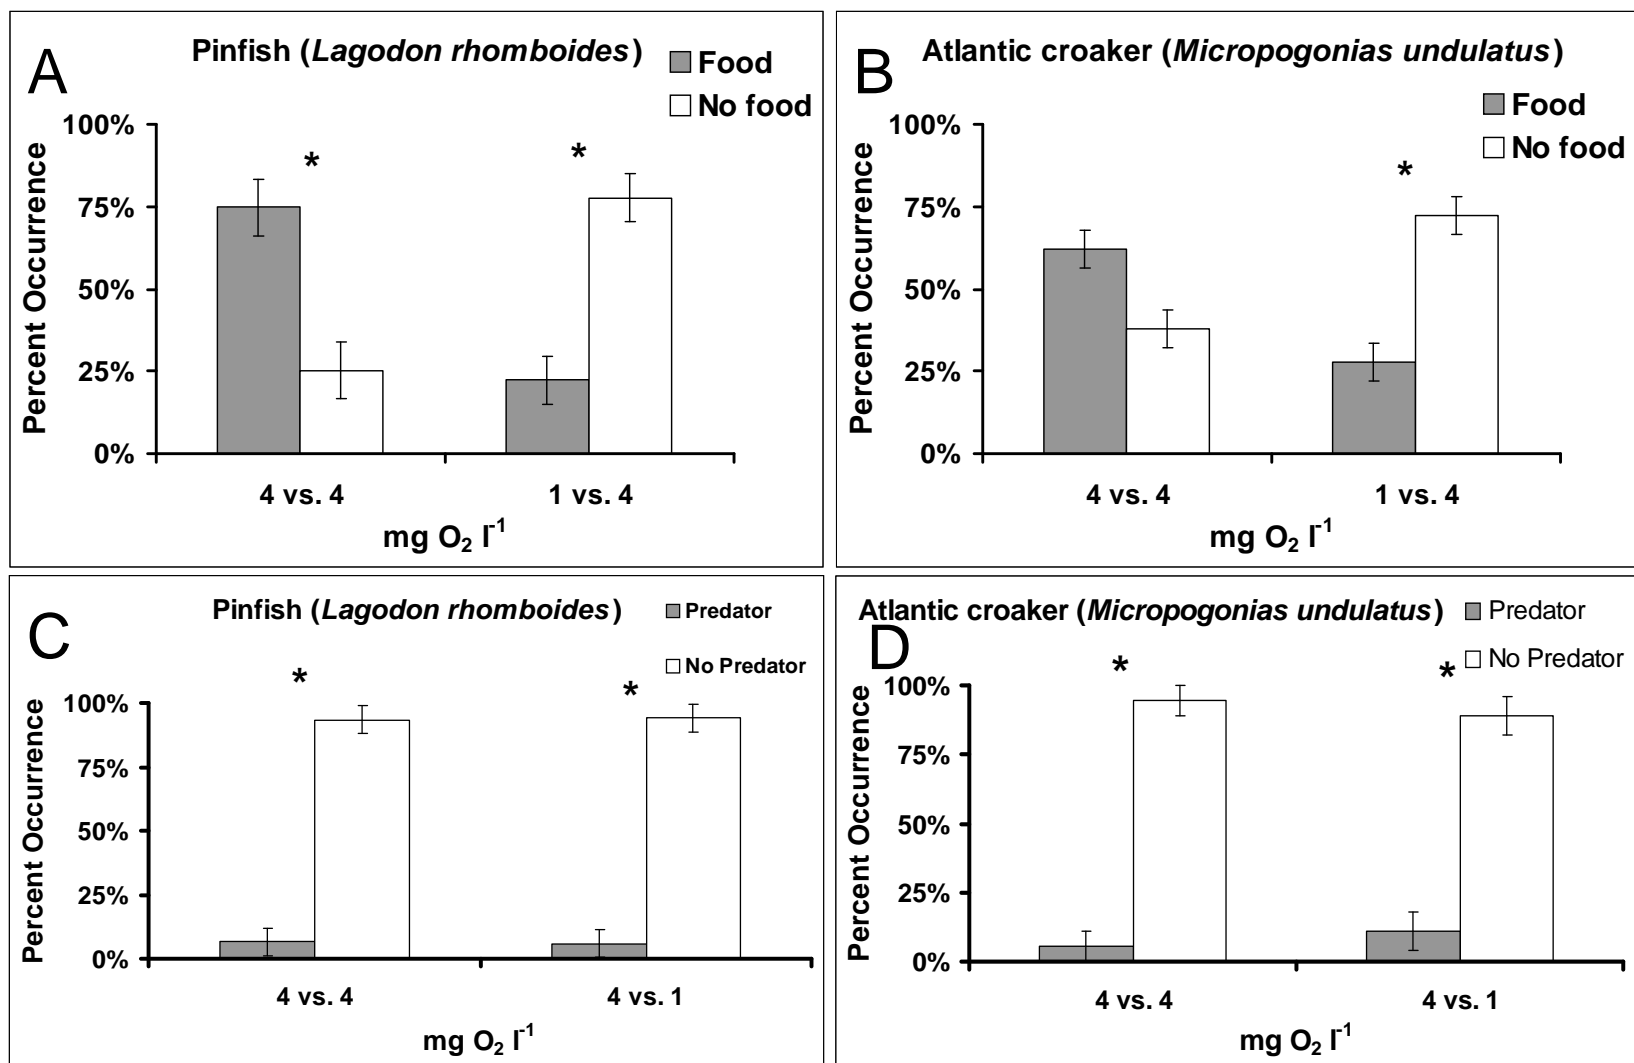 A
Pinfish (Lagodon rhomboides)
Food
No food
100%
75%
50%
25%
0%
Percent Occurrence
*
*
4 vs. 4
1 vs. 4
mg O₂ l⁻¹
B
Atlantic croaker (Micropogonias undulatus)
Food
No food
100%
75%
50%
25%
0%
Percent Occurrence
*
4 vs. 4
1 vs. 4
mg O₂ l⁻¹
C
Pinfish (Lagodon rhomboides)
Predator
No Predator
100%
75%
50%
25%
0%
Percent Occurrence
*
*
4 vs. 4
4 vs. 1
mg O₂ l⁻¹
D
Atlantic croaker (Micropogonias undulatus)
Predator
No Predator
100%
75%
50%
25%
0%
Percent Occurrence
*
*
4 vs. 4
4 vs. 1
mg O₂ l⁻¹